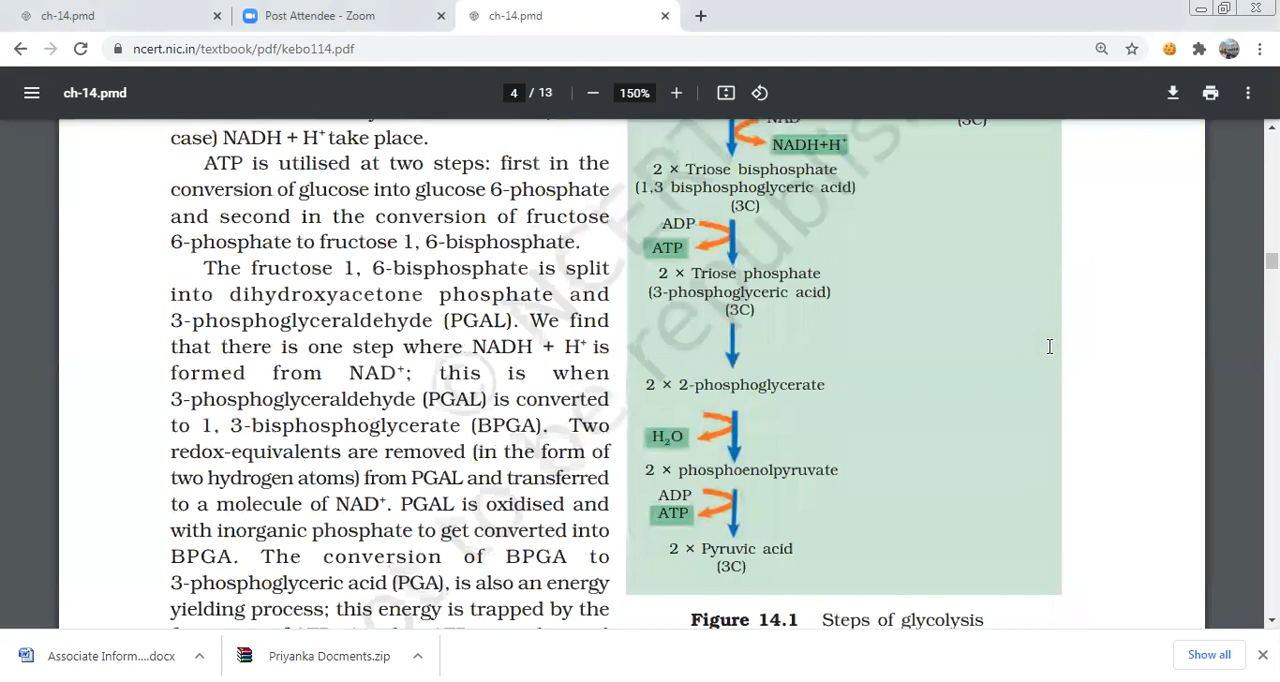 ch-14.pmd
Post Attendee - Zoom
ch-14.pmd
ncert.nic.in/textbook/pdf/kebo114.pdf
ch-14.pmd
4 / 13
150%
case) NADH + H⁺ take place.
ATP is utilised at two steps: first in the
conversion of glucose into glucose 6-phosphate
and second in the conversion of fructose
6-phosphate to fructose 1, 6-bisphosphate.
The fructose 1, 6-bisphosphate is split
into dihydroxyacetone phosphate and
3-phosphoglyceraldehyde (PGAL). We find
that there is one step where NADH + H⁺ is
formed from NAD⁺; this is when
3-phosphoglyceraldehyde (PGAL) is converted
to 1, 3-bisphosphoglycerate (BPGA). Two
redox-equivalents are removed (in the form of
two hydrogen atoms) from PGAL and transferred
to a molecule of NAD⁺. PGAL is oxidised and
with inorganic phosphate to get converted into
BPGA. The conversion of BPGA to
3-phosphoglyceric acid (PGA), is also an energy
yielding process; this energy is trapped by the
(3C)
NADH+H⁺
2 × Triose bisphosphate
(1,3 bisphosphoglyceric acid)
(3C)
ADP
ATP
2 × Triose phosphate
(3-phosphoglyceric acid)
(3C)
2 × 2-phosphoglycerate
H₂O
2 × phosphoenolpyruvate
ADP
ATP
2 × Pyruvic acid
(3C)
Figure 14.1 Steps of glycolysis
© NCERT
not to be republis
Associate Inform....docx
Priyanka Docments.zip
Show all